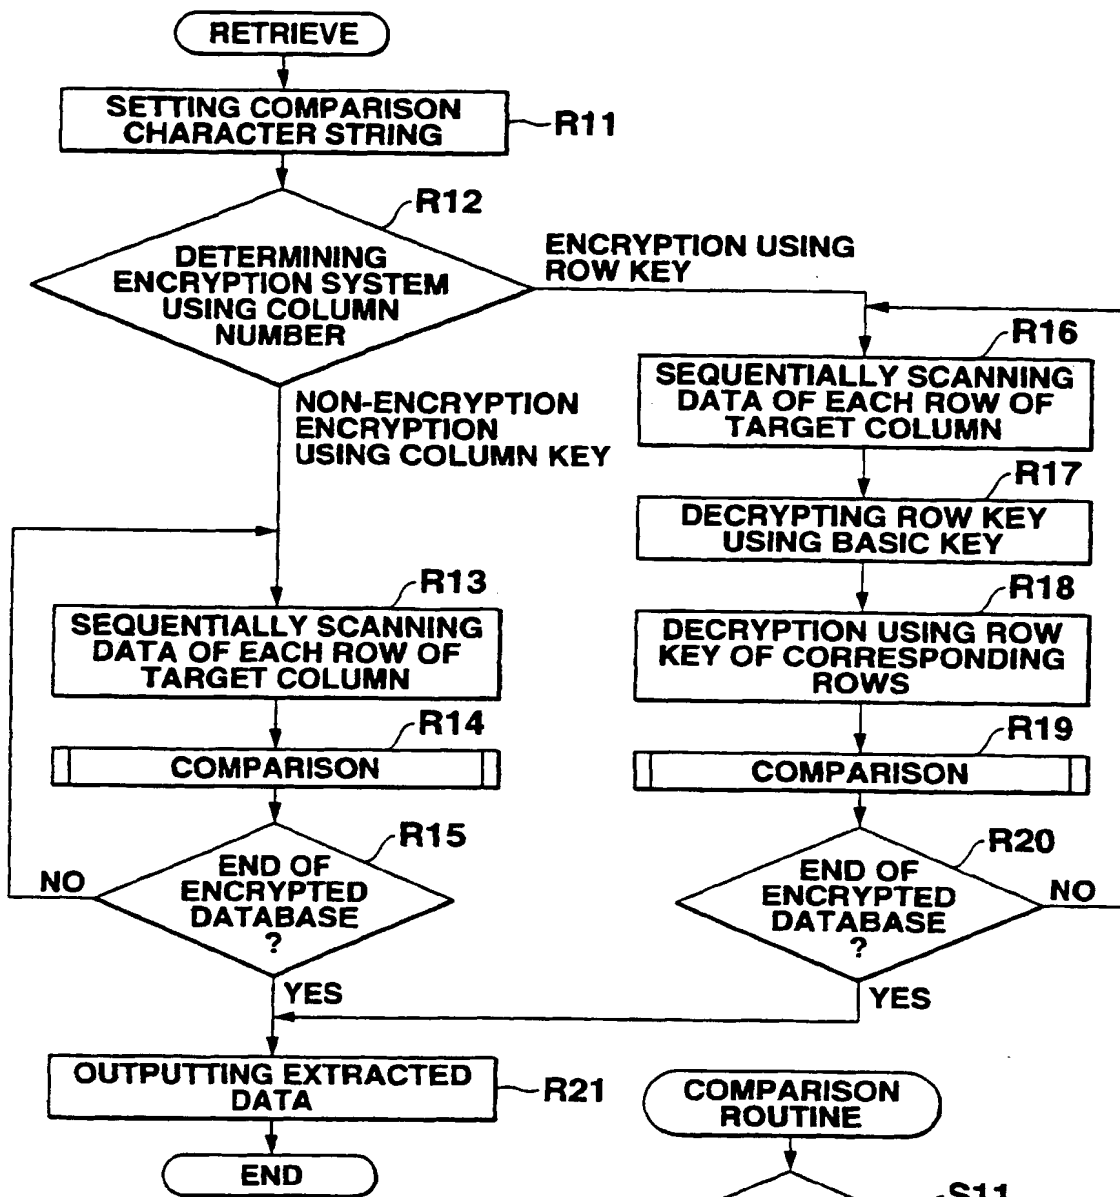 RETRIEVE
SETTING COMPARISON
CHARACTER STRING
R11
R12
DETERMINING
ENCRYPTION SYSTEM
USING COLUMN
NUMBER
ENCRYPTION USING
ROW KEY
NON-ENCRYPTION
ENCRYPTION
USING COLUMN KEY
R13
SEQUENTIALLY SCANNING
DATA OF EACH ROW OF
TARGET COLUMN
R14
COMPARISON
R15
END OF
ENCRYPTED
DATABASE
?
NO
YES
R16
SEQUENTIALLY SCANNING
DATA OF EACH ROW OF
TARGET COLUMN
R17
DECRYPTING ROW KEY
USING BASIC KEY
R18
DECRYPTION USING ROW
KEY OF CORRESPONDING
ROWS
R19
COMPARISON
R20
END OF
ENCRYPTED
DATABASE
?
NO
YES
OUTPUTTING EXTRACTED
DATA
R21
END
COMPARISON
ROUTINE
S11